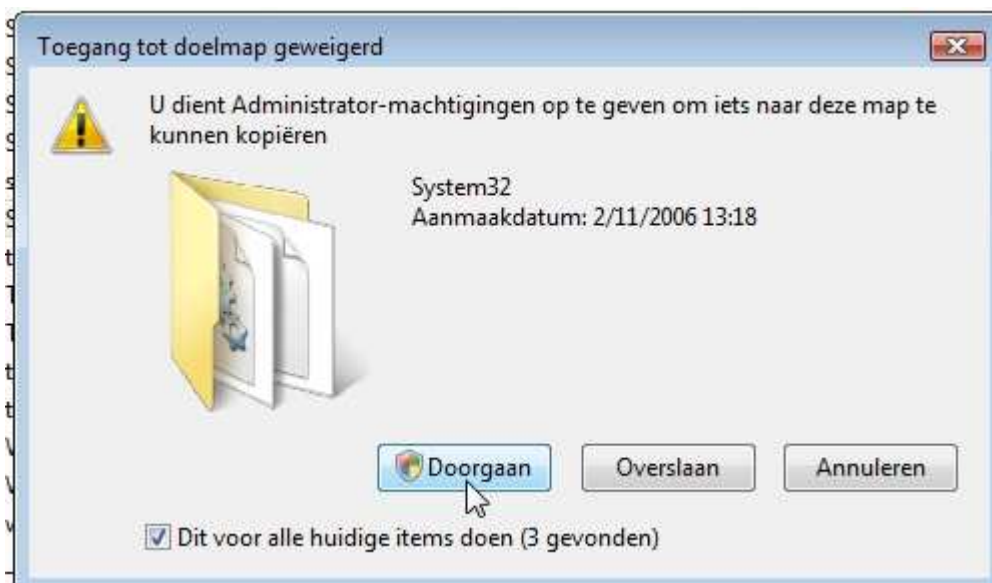 Toegang tot doelmap geweigerd
U dient Administrator-machtigingen op te geven om iets naar deze map te
kunnen kopiëren
System32
Aanmaakdatum: 2/11/2006 13:18
Doorgaan Overslaan Annuleren
Dit voor alle huidige items doen (3 gevonden)